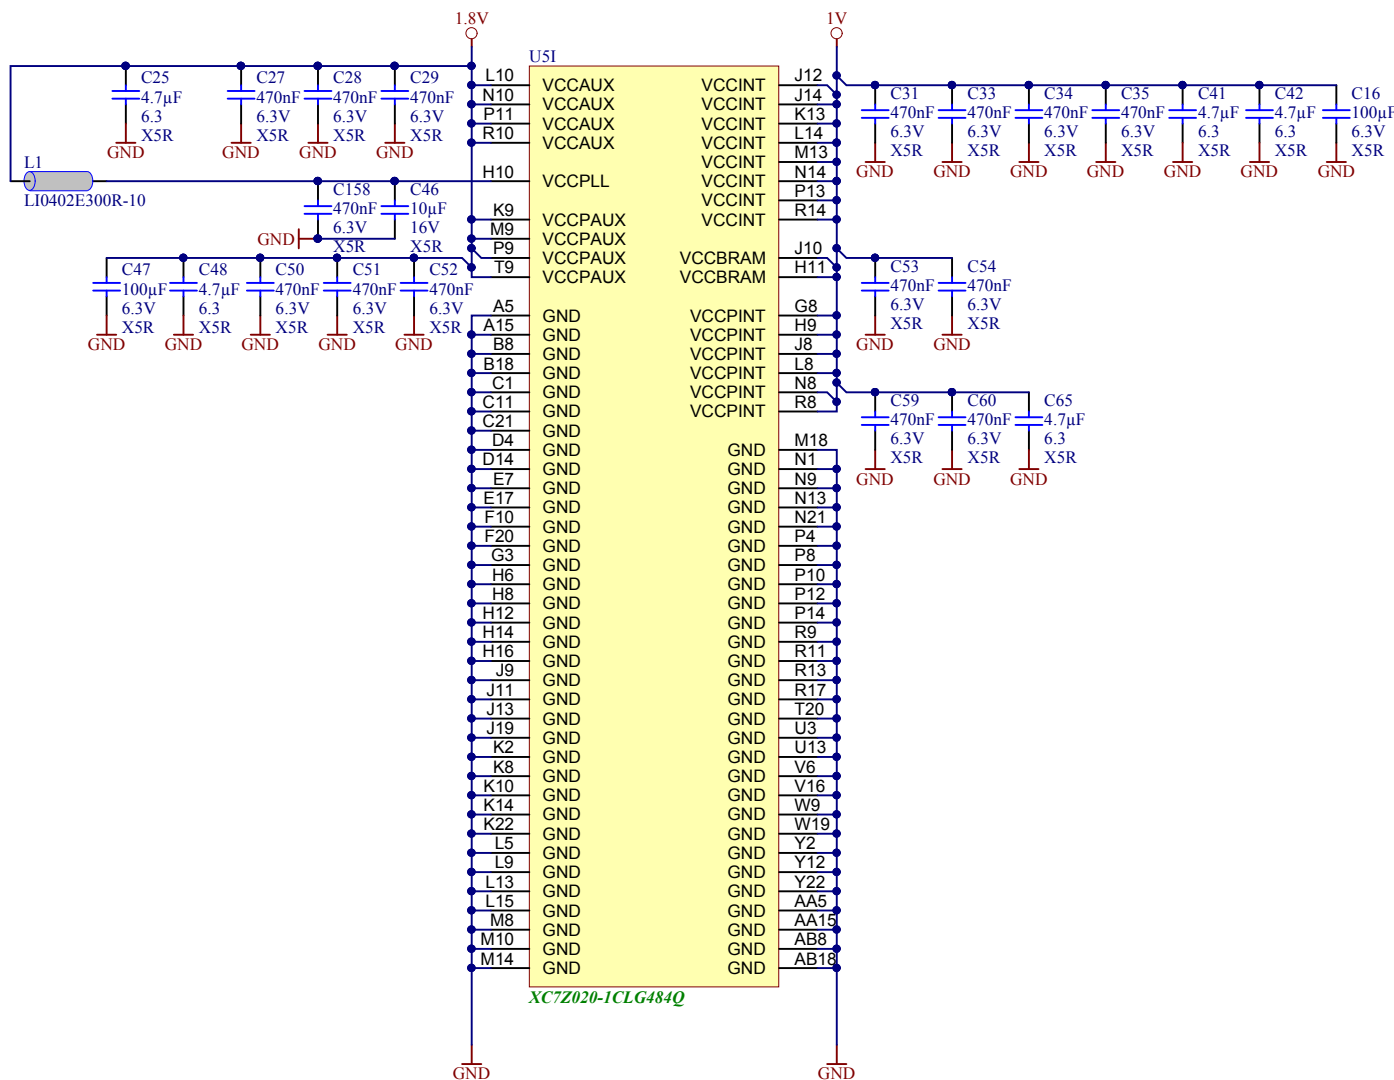 1.8V
1V
U5I
C25
4.7µF
6.3
X5R
GND
C27
470nF
6.3V
X5R
GND
C28
470nF
6.3V
X5R
GND
C29
470nF
6.3V
X5R
GND
L1
LI0402E300R-10
C158
470nF
6.3V
X5R
C46
10µF
16V
X5R
GND
C47
100µF
6.3V
X5R
GND
C48
4.7µF
6.3
X5R
GND
C50
470nF
6.3V
X5R
GND
C51
470nF
6.3V
X5R
GND
C52
470nF
6.3V
X5R
GND
L10 VCCAUX
N10 VCCAUX
P11 VCCAUX
R10 VCCAUX
H10 VCCPLL
K9 VCCPAUX
M9 VCCPAUX
P9 VCCPAUX
T9 VCCPAUX
A5 GND
A15 GND
B8 GND
B18 GND
C1 GND
C11 GND
C21 GND
D4 GND
D14 GND
E7 GND
E17 GND
F10 GND
F20 GND
G3 GND
H6 GND
H8 GND
H12 GND
H14 GND
H16 GND
J9 GND
J11 GND
J13 GND
J19 GND
K2 GND
K8 GND
K10 GND
K14 GND
K22 GND
L5 GND
L9 GND
L13 GND
L15 GND
M8 GND
M10 GND
M14 GND
VCCINT J12
VCCINT J14
VCCINT K13
VCCINT L14
VCCINT M13
VCCINT N14
VCCINT P13
VCCINT R14
VCCBRAM J10
VCCBRAM H11
VCCPINT G8
VCCPINT H9
VCCPINT J8
VCCPINT L8
VCCPINT N8
VCCPINT R8
GND M18
GND N1
GND N9
GND N13
GND N21
GND P4
GND P8
GND P10
GND P12
GND P14
GND R9
GND R11
GND R13
GND R17
GND T20
GND U3
GND U13
GND V6
GND V16
GND W9
GND W19
GND Y2
GND Y12
GND Y22
GND AA5
GND AA15
GND AB8
GND AB18
C31
470nF
6.3V
X5R
GND
C33
470nF
6.3V
X5R
GND
C34
470nF
6.3V
X5R
GND
C35
470nF
6.3V
X5R
GND
C41
4.7µF
6.3
X5R
GND
C42
4.7µF
6.3
X5R
GND
C16
100µF
6.3V
X5R
GND
C53
470nF
6.3V
X5R
GND
C54
470nF
6.3V
X5R
GND
C59
470nF
6.3V
X5R
GND
C60
470nF
6.3V
X5R
GND
C65
4.7µF
6.3
X5R
GND
XC7Z020-1CLG484Q
GND
GND